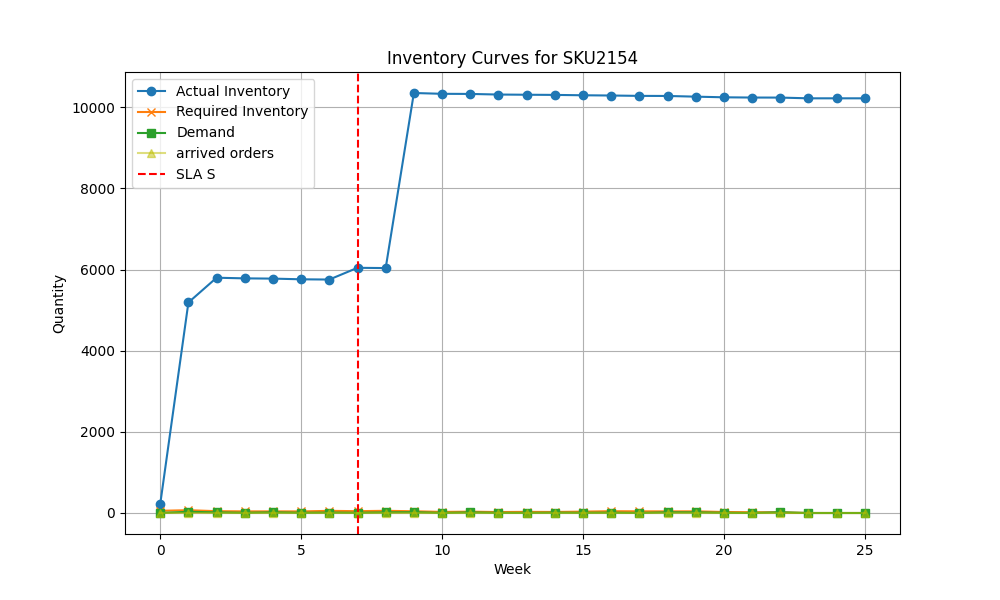 Inventory Curves for SKU2154
Actual Inventory
Required Inventory
Demand
arrived orders
SLA S
Quantity
10000
8000
6000
4000
2000
0
0 5 10 15 20 25
Week